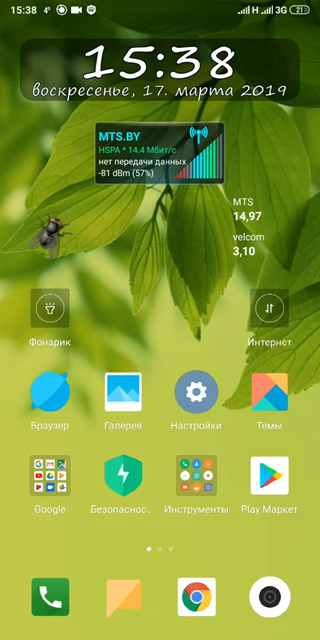 15:38 4° H 3G 21
15:38
воскресенье, 17. марта 2019
MTS.BY
HSPA * 14.4 Мбит/с
нет передачи данных
-81 dBm (57%)
MTS
14,97
velcom
3,10
Фонарик Интернет
Браузер Галерея Настройки Темы
Google Безопаснос.. Инструменты Play Маркет